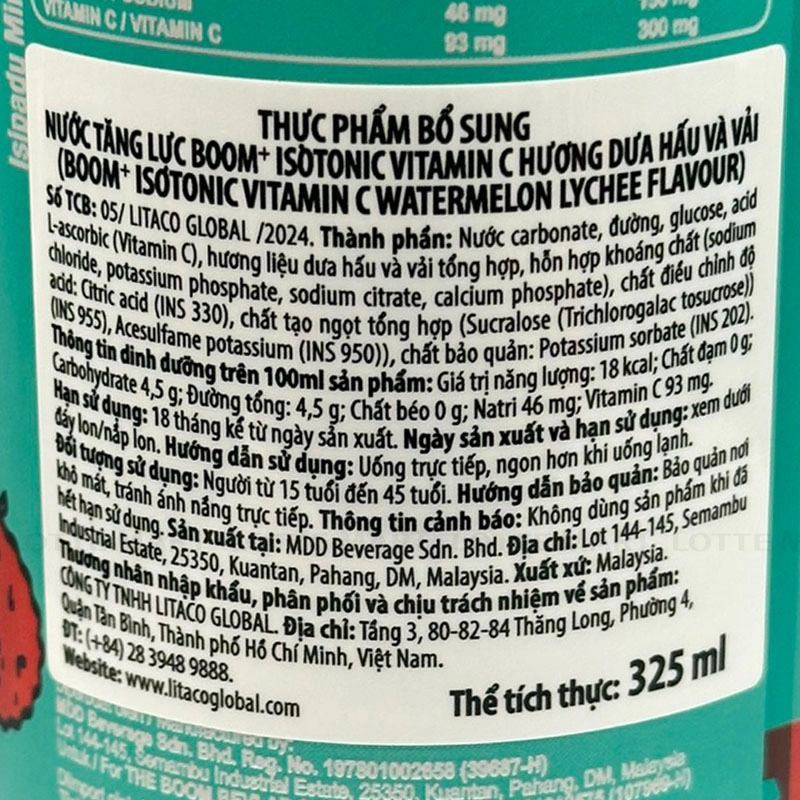 VITAMIN C / VITAMIN C
46 mg
93 mg
300 mg
THỰC PHẨM BỔ SUNG
NƯỚC TĂNG LỰC BOOM⁺ ISOTONIC VITAMIN C HƯƠNG DƯA HẤU VÀ VẢI
(BOOM⁺ ISOTONIC VITAMIN C WATERMELON LYCHEE FLAVOUR)
Số TCB: 05/ LITACO GLOBAL /2024. Thành phần: Nước carbonate, đường, glucose, acid
L-ascorbic (Vitamin C), hương liệu dưa hấu và vải tổng hợp, hỗn hợp khoáng chất (sodium
chloride, potassium phosphate, sodium citrate, calcium phosphate), chất điều chỉnh độ
acid: Citric acid (INS 330), chất tạo ngọt tổng hợp (Sucralose (Trichlorogalac tosucrose))
(INS 955), Acesulfame potassium (INS 950)), chất bảo quản: Potassium sorbate (INS 202).
Thông tin dinh dưỡng trên 100ml sản phẩm: Giá trị năng lượng: 18 kcal; Chất đạm 0 g;
Carbohydrate 4,5 g; Đường tổng: 4,5 g; Chất béo 0 g; Natri 46 mg; Vitamin C 93 mg.
Hạn sử dụng: 18 tháng kể từ ngày sản xuất. Ngày sản xuất và hạn sử dụng: xem dưới
đáy lon/nắp lon. Hướng dẫn sử dụng: Uống trực tiếp, ngon hơn khi uống lạnh.
Đối tượng sử dụng: Người từ 15 tuổi đến 45 tuổi. Hướng dẫn bảo quản: Bảo quản nơi
khô mát, tránh ánh nắng trực tiếp. Thông tin cảnh báo: Không dùng sản phẩm khi đã
hết hạn sử dụng. Sản xuất tại: MDD Beverage Sdn. Bhd. Địa chỉ: Lot 144-145, Semambu
Industrial Estate, 25350, Kuantan, Pahang, DM, Malaysia. Xuất xứ: Malaysia.
Thương nhân nhập khẩu, phân phối và chịu trách nhiệm về sản phẩm:
CÔNG TY TNHH LITACO GLOBAL. Địa chỉ: Tầng 3, 80-82-84 Thăng Long, Phường 4,
Quận Tân Bình, Thành phố Hồ Chí Minh, Việt Nam.
ĐT: (+84) 28 3948 9888.
Website: www.litacoglobal.com
Thể tích thực: 325 ml
MDD Beverage Sdn. Bhd. Reg. No. 197801002658 (39687-H)
Lot 144-145, Semambu Industrial Estate, 25350, Kuantan, Pahang, DM, Malaysia
Untuk / For THE BOOM